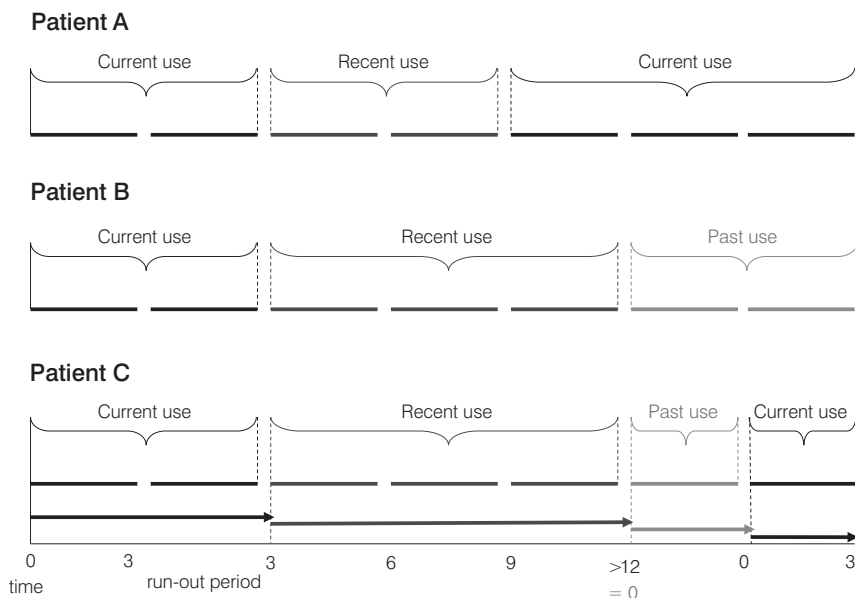 Patient A
Current use Recent use Current use
Patient B
Current use Recent use Past use
Patient C
Current use Recent use Past use Current use
0 3 3 6 9 >12 0 3
time run-out period = 0